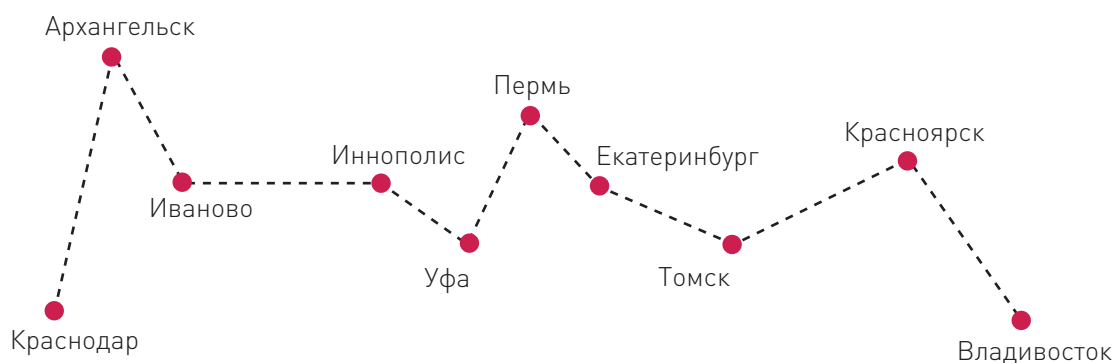 Архангельск
Пермь
Красноярск
Иннополис
Екатеринбург
Иваново
Уфа
Томск
Краснодар
Владивосток